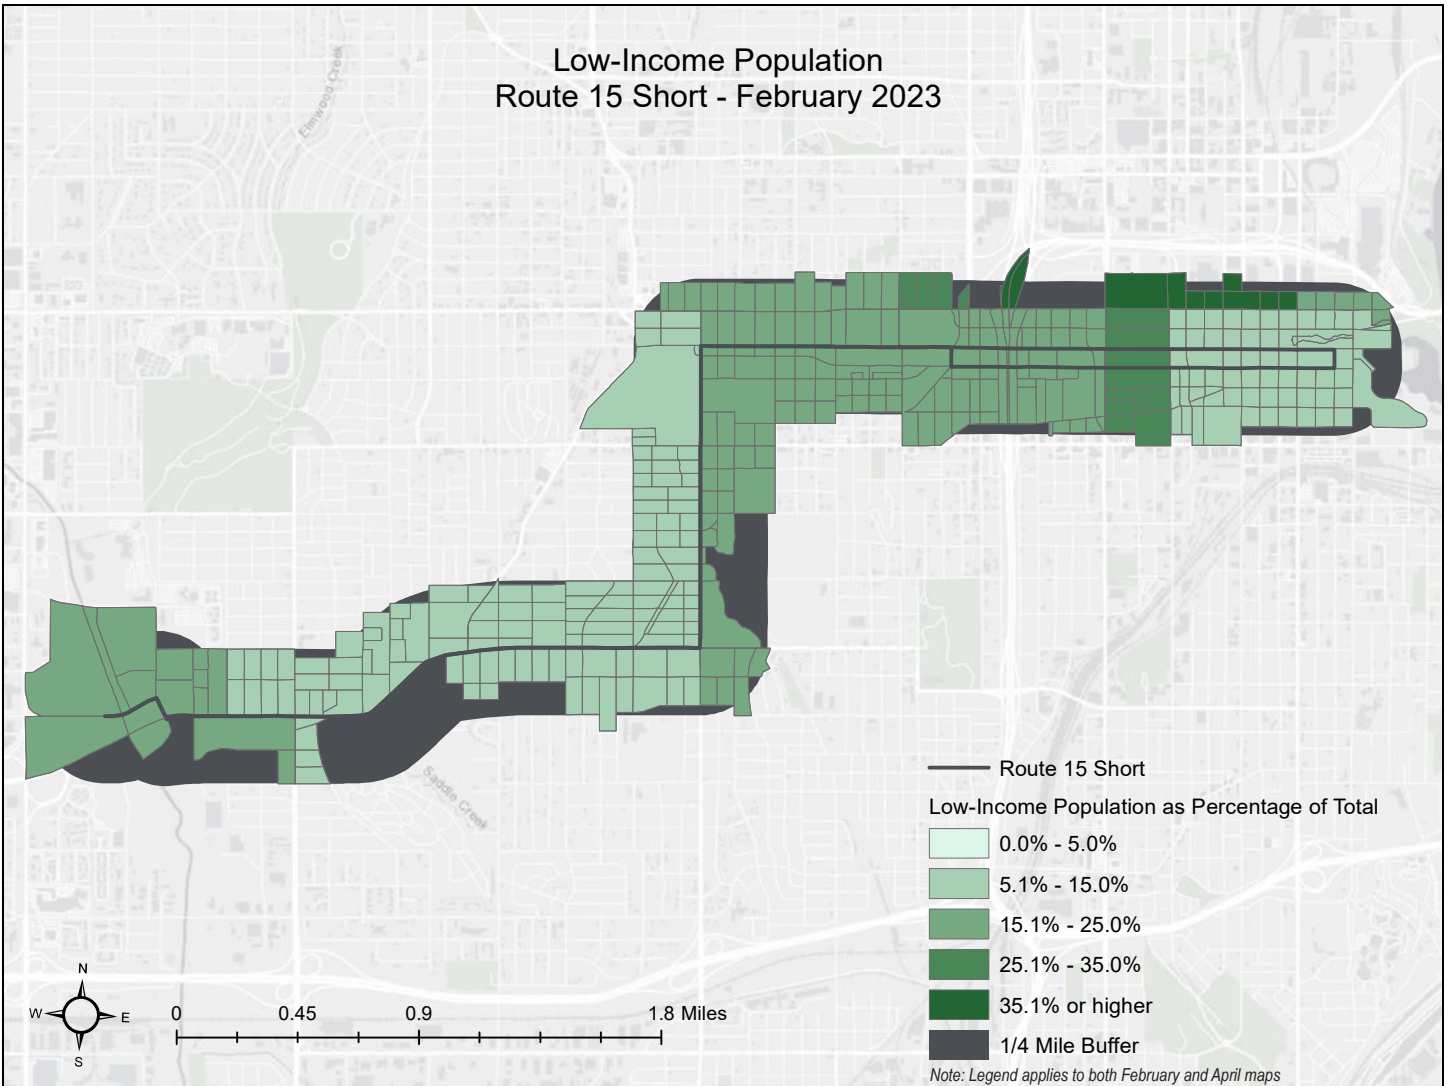 Low-Income Population
Route 15 Short - February 2023
Elmwood Creek
Saddle Creek
Route 15 Short
Low-Income Population as Percentage of Total
0.0% - 5.0%
5.1% - 15.0%
15.1% - 25.0%
25.1% - 35.0%
35.1% or higher
1/4 Mile Buffer
Note: Legend applies to both February and April maps
N
W E
S
0 0.45 0.9 1.8 Miles